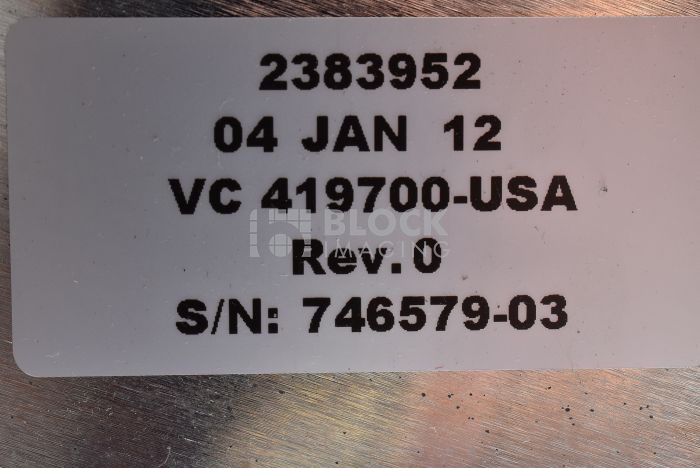 2383952
04 JAN 12
VC 419700-USA
BLOCK
IMAGING
Rev. 0
S/N: 746579-03